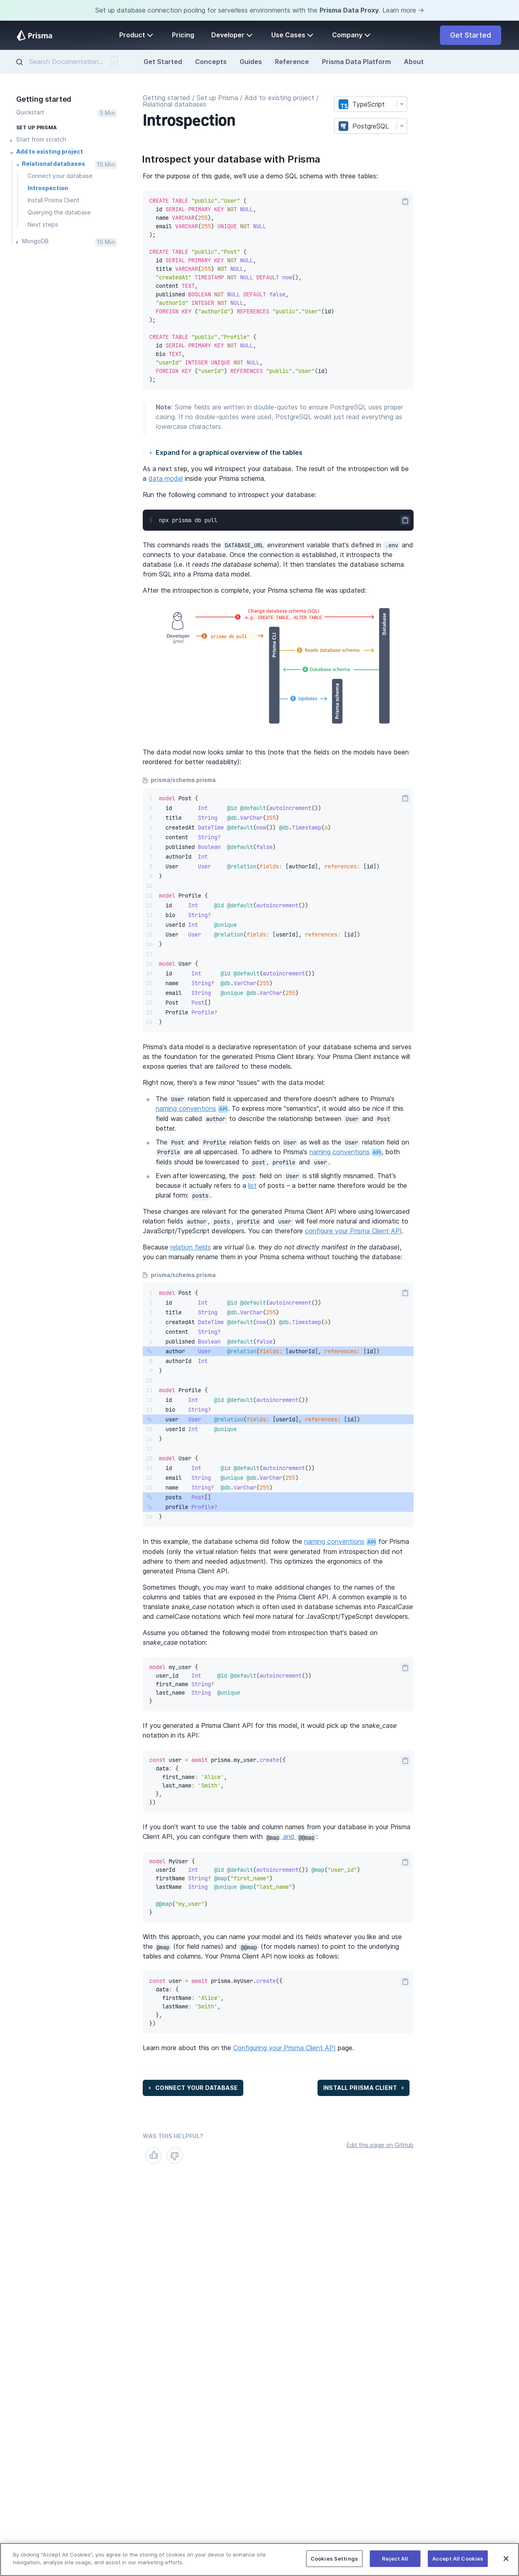 Set up database connection pooling for serverless environments with the Prisma Data Proxy. Learn more →
Prisma
Product
Pricing
Developer
Use Cases
Company
Get Started
Search Documentation...
/
Get Started
Concepts
Guides
Reference
Prisma Data Platform
About
Getting started
Quickstart
5 Min
SET UP PRISMA
Start from scratch
Add to existing project
Relational databases
15 Min
Connect your database
Introspection
Install Prisma Client
Querying the database
Next steps
MongoDB
15 Min
Getting started / Set up Prisma / Add to existing project /
Relational databases
Introspection
TypeScript
PostgreSQL
Introspect your database with Prisma
For the purpose of this guide, we'll use a demo SQL schema with three tables:
CREATE TABLE "public"."User" (
id SERIAL PRIMARY KEY NOT NULL,
name VARCHAR(255),
email VARCHAR(255) UNIQUE NOT NULL
);
CREATE TABLE "public"."Post" (
id SERIAL PRIMARY KEY NOT NULL,
title VARCHAR(255) NOT NULL,
"createdAt" TIMESTAMP NOT NULL DEFAULT now(),
content TEXT,
published BOOLEAN NOT NULL DEFAULT false,
"authorId" INTEGER NOT NULL,
FOREIGN KEY ("authorId") REFERENCES "public"."User"(id)
);
CREATE TABLE "public"."Profile" (
id SERIAL PRIMARY KEY NOT NULL,
bio TEXT,
"userId" INTEGER UNIQUE NOT NULL,
FOREIGN KEY ("userId") REFERENCES "public"."User"(id)
);
Note: Some fields are written in double-quotes to ensure PostgreSQL uses proper
casing. If no double-quotes were used, PostgreSQL would just read everything as
lowercase characters.
Expand for a graphical overview of the tables
As a next step, you will introspect your database. The result of the introspection will be
a data model inside your Prisma schema.
Run the following command to introspect your database:
$ npx prisma db pull
This commands reads the DATABASE_URL environment variable that's defined in .env and
connects to your database. Once the connection is established, it introspects the
database (i.e. it reads the database schema). It then translates the database schema
from SQL into a Prisma data model.
After the introspection is complete, your Prisma schema file was updated:
Change database schema (SQL)
1 e.g. CREATE TABLE, ALTER TABLE
Developer
(you)
2 prisma db pull
Prisma CLI
Database
3 Reads database schema
4 Database schema
5 Updates
Prisma schema
The data model now looks similar to this (note that the fields on the models have been
reordered for better readability):
prisma/schema.prisma
1 model Post {
2 id Int @id @default(autoincrement())
3 title String @db.VarChar(255)
4 createdAt DateTime @default(now()) @db.Timestamp(6)
5 content String?
6 published Boolean @default(false)
7 authorId Int
8 User User @relation(fields: [authorId], references: [id])
9 }
10
11 model Profile {
12 id Int @id @default(autoincrement())
13 bio String?
14 userId Int @unique
15 User User @relation(fields: [userId], references: [id])
16 }
17
18 model User {
19 id Int @id @default(autoincrement())
20 name String? @db.VarChar(255)
21 email String @unique @db.VarChar(255)
22 Post Post[]
23 Profile Profile?
24 }
Prisma's data model is a declarative representation of your database schema and serves
as the foundation for the generated Prisma Client library. Your Prisma Client instance will
expose queries that are tailored to these models.
Right now, there's a few minor "issues" with the data model:
The User relation field is uppercased and therefore doesn't adhere to Prisma's
naming conventions API. To express more "semantics", it would also be nice if this
field was called author to describe the relationship between User and Post
better.
The Post and Profile relation fields on User as well as the User relation field on
Profile are all uppercased. To adhere to Prisma's naming conventions API, both
fields should be lowercased to post, profile and user.
Even after lowercasing, the post field on User is still slightly misnamed. That's
because it actually refers to a list of posts – a better name therefore would be the
plural form: posts.
These changes are relevant for the generated Prisma Client API where using lowercased
relation fields author, posts, profile and user will feel more natural and idiomatic to
JavaScript/TypeScript developers. You can therefore configure your Prisma Client API.
Because relation fields are virtual (i.e. they do not directly manifest in the database),
you can manually rename them in your Prisma schema without touching the database:
prisma/schema.prisma
1 model Post {
2 id Int @id @default(autoincrement())
3 title String @db.VarChar(255)
4 createdAt DateTime @default(now()) @db.Timestamp(6)
5 content String?
6 published Boolean @default(false)
author User @relation(fields: [authorId], references: [id])
8 authorId Int
9 }
10
11 model Profile {
12 id Int @id @default(autoincrement())
13 bio String?
user User @relation(fields: [userId], references: [id])
15 userId Int @unique
16 }
17
18 model User {
19 id Int @id @default(autoincrement())
20 email String @unique @db.VarChar(255)
21 name String? @db.VarChar(255)
posts Post[]
profile Profile?
24 }
In this example, the database schema did follow the naming conventions API for Prisma
models (only the virtual relation fields that were generated from introspection did not
adhere to them and needed adjustment). This optimizes the ergonomics of the
generated Prisma Client API.
Sometimes though, you may want to make additional changes to the names of the
columns and tables that are exposed in the Prisma Client API. A common example is to
translate snake_case notation which is often used in database schemas into PascalCase
and camelCase notations which feel more natural for JavaScript/TypeScript developers.
Assume you obtained the following model from introspection that's based on
snake_case notation:
model my_user {
user_id Int @id @default(autoincrement())
first_name String?
last_name String @unique
}
If you generated a Prisma Client API for this model, it would pick up the snake_case
notation in its API:
const user = await prisma.my_user.create({
data: {
first_name: 'Alice',
last_name: 'Smith',
},
})
If you don't want to use the table and column names from your database in your Prisma
Client API, you can configure them with @map and @@map:
model MyUser {
userId Int @id @default(autoincrement()) @map("user_id")
firstName String? @map("first_name")
lastName String @unique @map("last_name")
@@map("my_user")
}
With this approach, you can name your model and its fields whatever you like and use
the @map (for field names) and @@map (for models names) to point to the underlying
tables and columns. Your Prisma Client API now looks as follows:
const user = await prisma.myUser.create({
data: {
firstName: 'Alice',
lastName: 'Smith',
},
})
Learn more about this on the Configuring your Prisma Client API page.
CONNECT YOUR DATABASE
INSTALL PRISMA CLIENT
WAS THIS HELPFUL?
Edit this page on GitHub
By clicking "Accept All Cookies", you agree to the storing of cookies on your device to enhance site
navigation, analyze site usage, and assist in our marketing efforts.
Cookies Settings
Reject All
Accept All Cookies